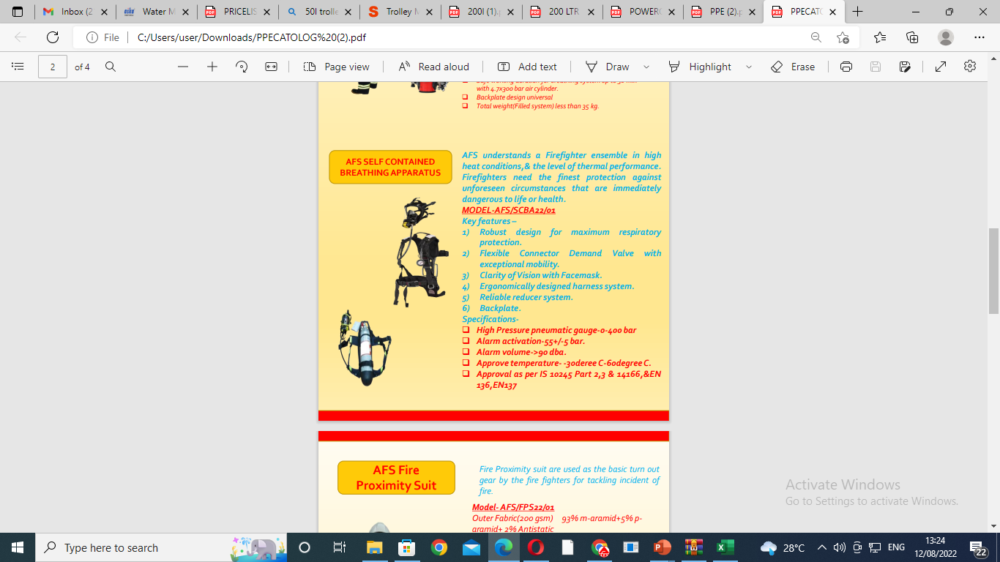 Inbox (2
Water M
PRICELIS
50l trolle
Trolley M
200l (1).p
200 LTR
POWERC
PPE (2).p
PPECATO
File C:/Users/user/Downloads/PPECATOLOG%20(2).pdf
2 of 4 Page view Read aloud Add text Draw Highlight Erase
with 4.7x300 bar air cylinder.
Backplate design universal
Total weight(Filled system) less than 35 kg.
AFS SELF CONTAINED
BREATHING APPARATUS
AFS understands a Firefighter ensemble in high
heat conditions,& the level of thermal performance.
Firefighters need the finest protection against
unforeseen circumstances that are immediately
dangerous to life or health.
MODEL-AFS/SCBA22/01
Key features –
1) Robust design for maximum respiratory
protection.
2) Flexible Connector Demand Valve with
exceptional mobility.
3) Clarity of Vision with Facemask.
4) Ergonomically designed harness system.
5) Reliable reducer system.
6) Backplate.
Specifications-
High Pressure pneumatic gauge-0-400 bar
Alarm activation-55+/-5 bar.
Alarm volume->90 dba.
Approve temperature- -30deree C-60degree C.
Approval as per IS 10245 Part 2,3 & 14166,&EN
136,EN137
AFS Fire
Proximity Suit
Fire Proximity suit are used as the basic turn out
gear by the fire fighters for tackling incident of
fire.
Model- AFS/FPS22/01
Outer Fabric(200 gsm) 93% m-aramid+5% p-
aramid+ 2% Antistatic
Activate Windows
Go to Settings to activate Windows.
Type here to search
28°C
ENG
13:24
12/08/2022
22